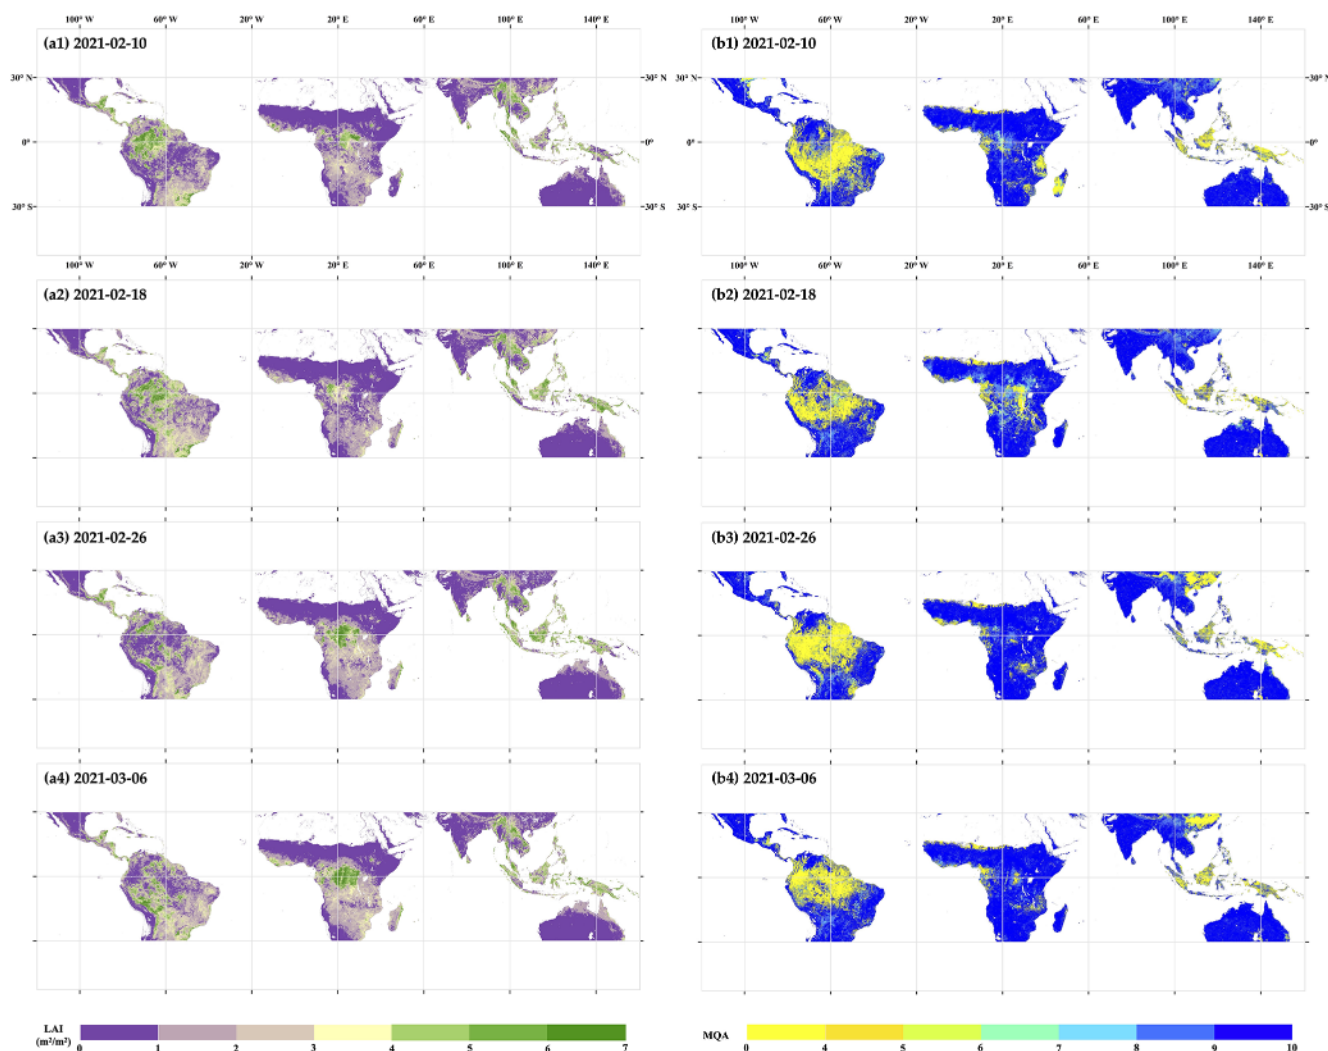 100° W 60° W 20° W 20° E 60° E 100° E 140° E 100° W 60° W 20° W 20° E 60° E 100° E 140° E
(a1) 2021-02-10 (b1) 2021-02-10
30° N 30° N
0° 0° 0° 0°
30° S 30° S
100° W 60° W 20° W 20° E 60° E 100° E 140° E 100° W 60° W 20° W 20° E 60° E 100° E 140° E
(a2) 2021-02-18 (b2) 2021-02-18
(a3) 2021-02-26 (b3) 2021-02-26
(a4) 2021-03-06 (b4) 2021-03-06
LAI
(m²/m²)
0 1 2 3 4 5 6 7
MQA
0 4 5 6 7 8 9 10